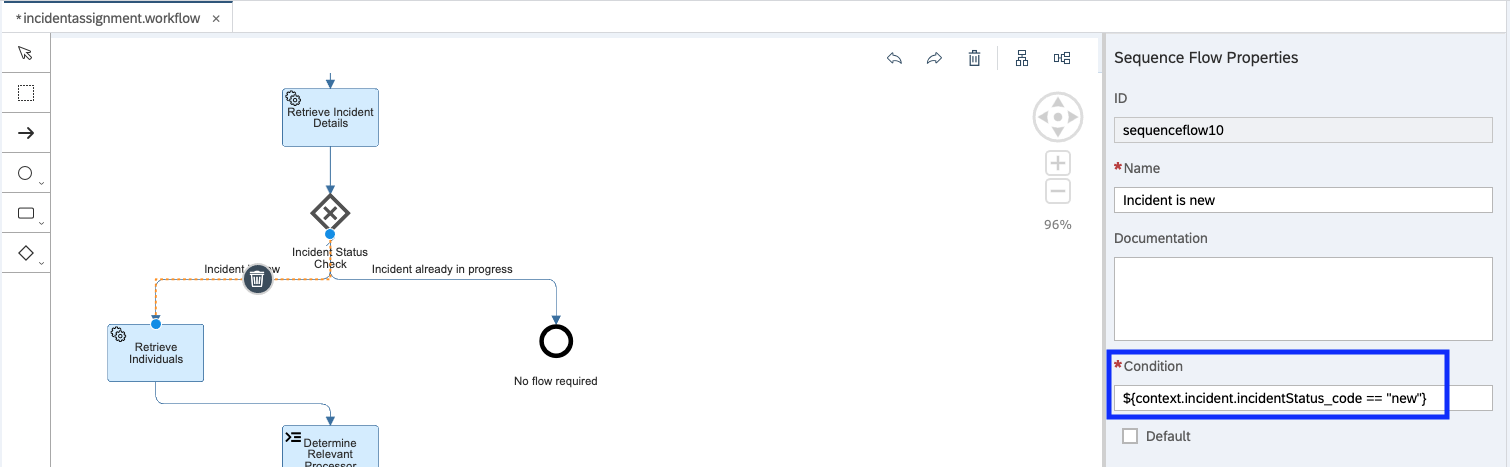 *incidentassignment.workflow ×
Sequence Flow Properties
ID
sequenceflow10
*Name
Incident is new
Documentation
*Condition
${context.incident.incidentStatus_code == "new"}
Default
96%
Retrieve Incident
Details
Incident Status
Check
Incident
Incident already in progress
Retrieve
Individuals
No flow required
Determine
Relevant
Processor